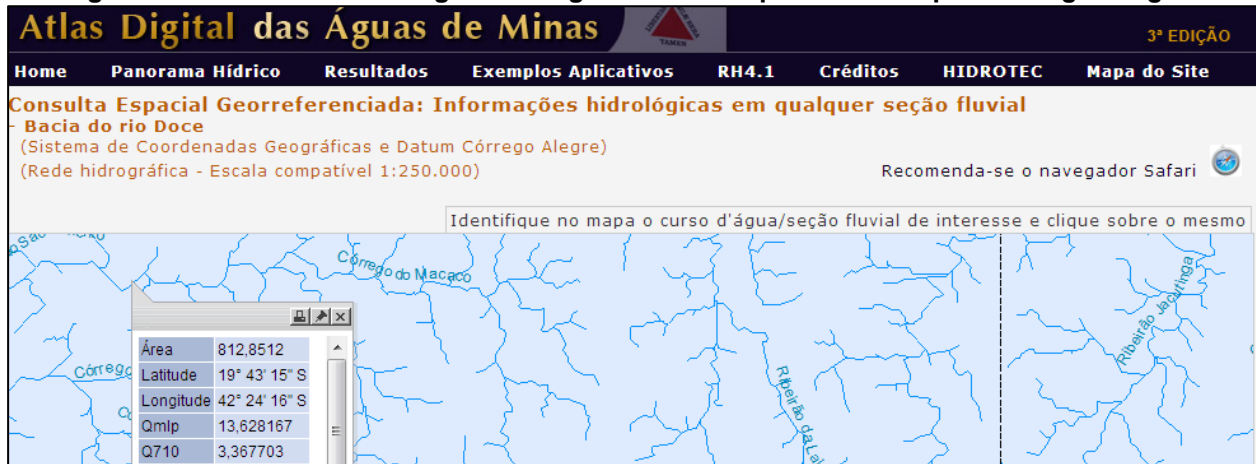 Atlas Digital das Águas de Minas
TAMEN
3ª EDIÇÃO
Home Panorama Hídrico Resultados Exemplos Aplicativos RH4.1 Créditos HIDROTEC Mapa do Site
Consulta Espacial Georreferenciada: Informações hidrológicas em qualquer seção fluvial
- Bacia do rio Doce
(Sistema de Coordenadas Geográficas e Datum Córrego Alegre)
(Rede hidrográfica - Escala compatível 1:250.000)
Recomenda-se o navegador Safari
Identifique no mapa o curso d'água/seção fluvial de interesse e clique sobre o mesmo
Córrego do Macaco
Ribeirão Jacutinga
Área 812,8512
Córrego
Latitude 19° 43' 15" S
Longitude 42° 24' 16" S
Qmlp 13,628167
Q710 3,367703
Ribeirão da